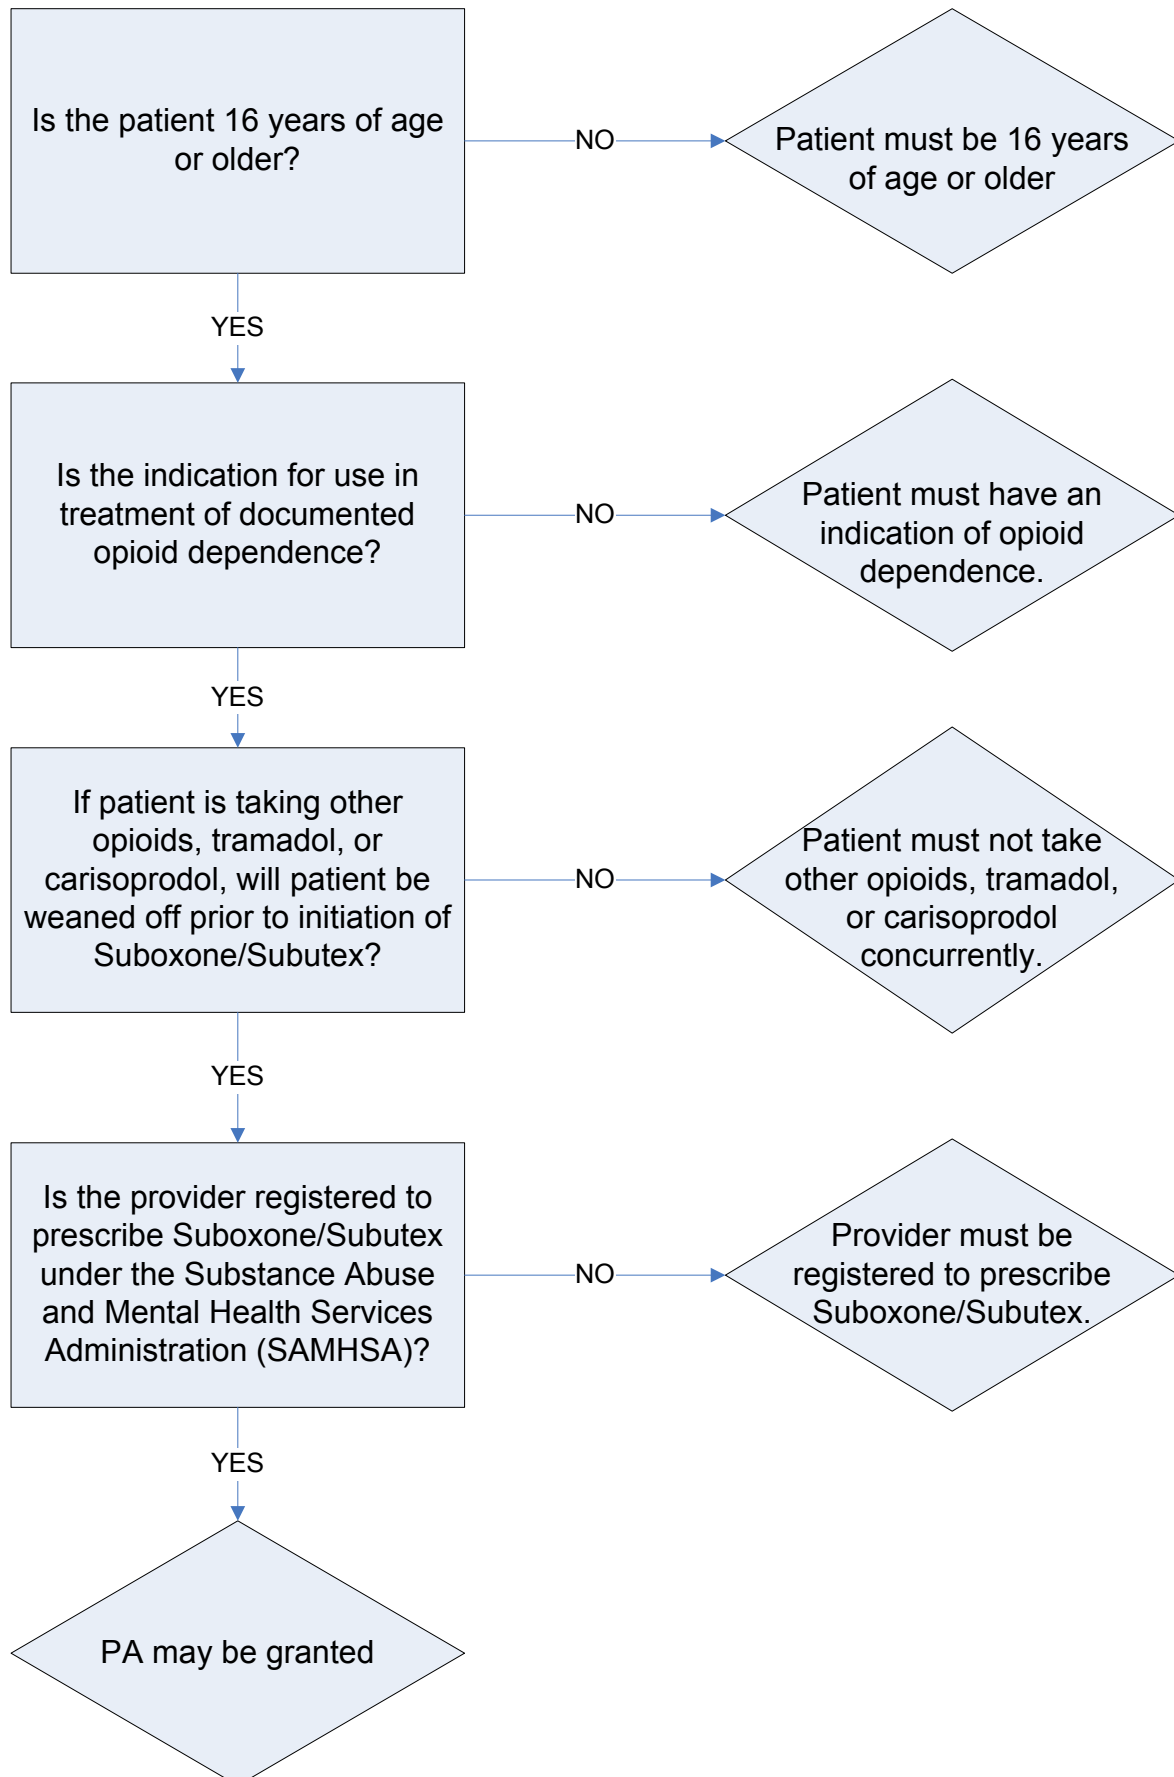 Is the patient 16 years of age
or older?
NO
Patient must be 16 years
of age or older
YES
Is the indication for use in
treatment of documented
opioid dependence?
NO
Patient must have an
indication of opioid
dependence.
YES
If patient is taking other
opioids, tramadol, or
carisoprodol, will patient be
weaned off prior to initiation of
Suboxone/Subutex?
NO
Patient must not take
other opioids, tramadol,
or carisoprodol
concurrently.
YES
Is the provider registered to
prescribe Suboxone/Subutex
under the Substance Abuse
and Mental Health Services
Administration (SAMHSA)?
NO
Provider must be
registered to prescribe
Suboxone/Subutex.
YES
PA may be granted